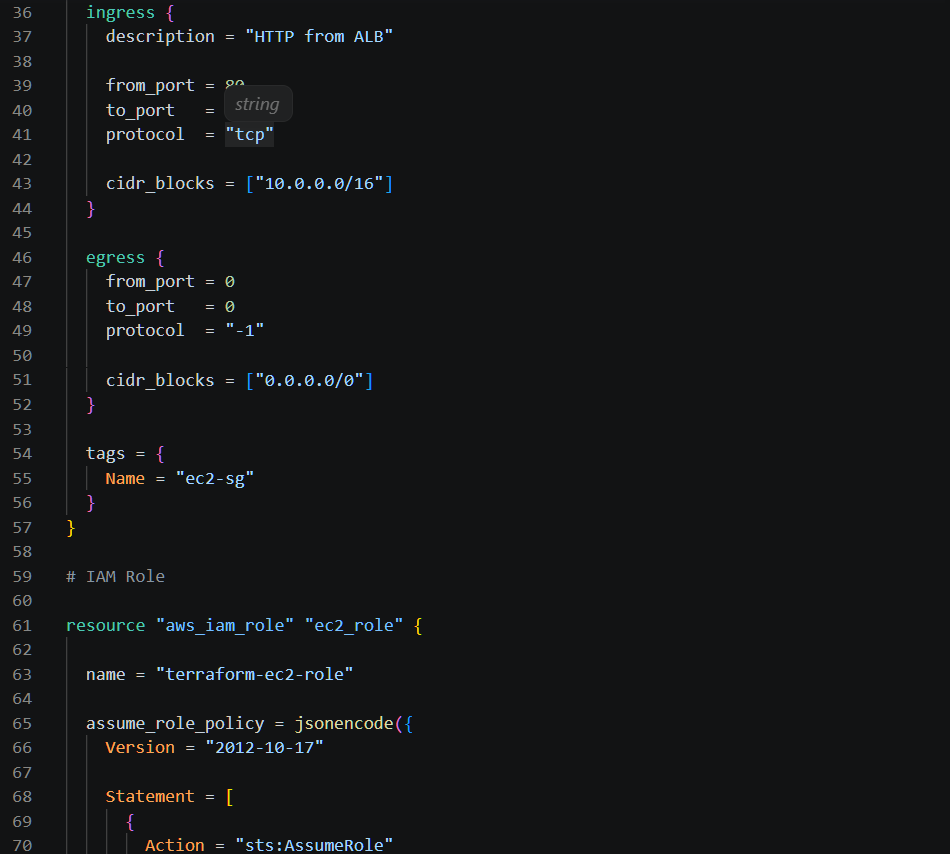 36 ingress {
37 description = "HTTP from ALB"
38
39 from_port = 80
string
40 to_port   =
41 protocol  = "tcp"
42
43 cidr_blocks = ["10.0.0.0/16"]
44 }
45
46 egress {
47 from_port = 0
48 to_port   = 0
49 protocol  = "-1"
50
51 cidr_blocks = ["0.0.0.0/0"]
52 }
53
54 tags = {
55 Name = "ec2-sg"
56 }
57 }
58
59 # IAM Role
60
61 resource "aws_iam_role" "ec2_role" {
62
63 name = "terraform-ec2-role"
64
65 assume_role_policy = jsonencode({
66 Version = "2012-10-17"
67
68 Statement = [
69 {
70 Action = "sts:AssumeRole"